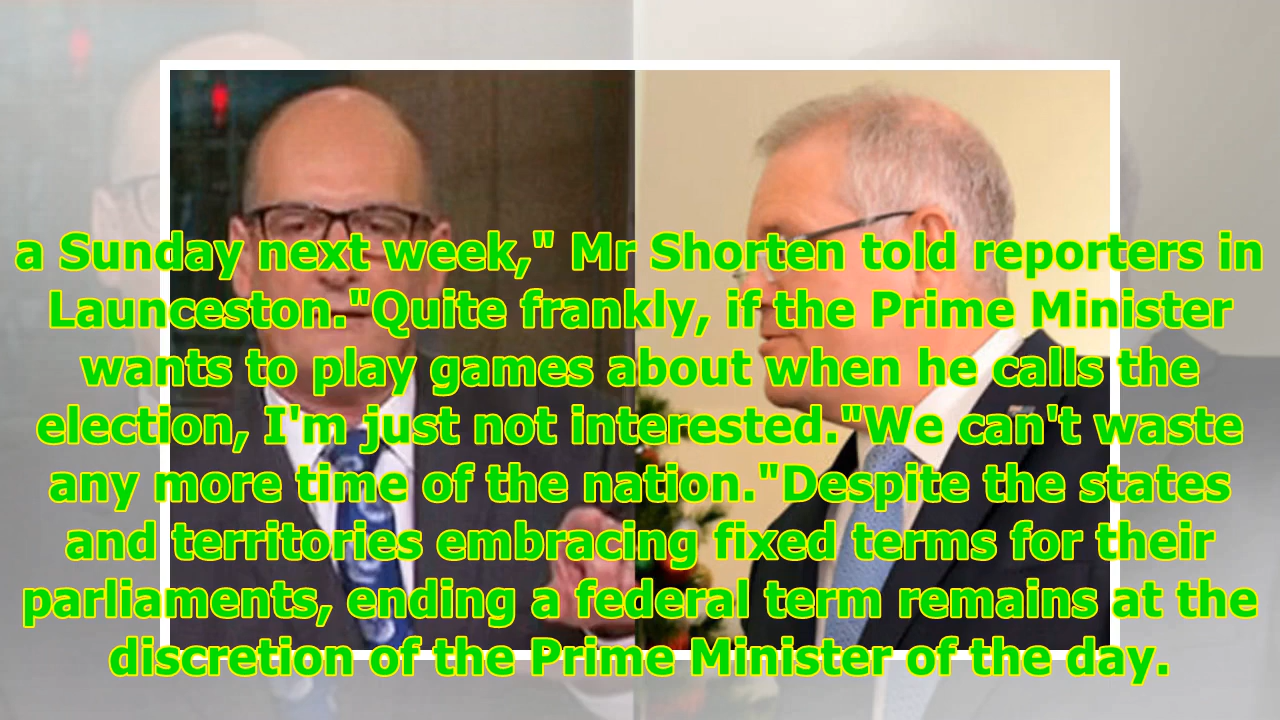 a Sunday next week," Mr Shorten told reporters in
Launceston."Quite frankly, if the Prime Minister
wants to play games about when he calls the
election, I'm just not interested."We can't waste
any more time of the nation."Despite the states
and territories embracing fixed terms for their
parliaments, ending a federal term remains at the
discretion of the Prime Minister of the day.